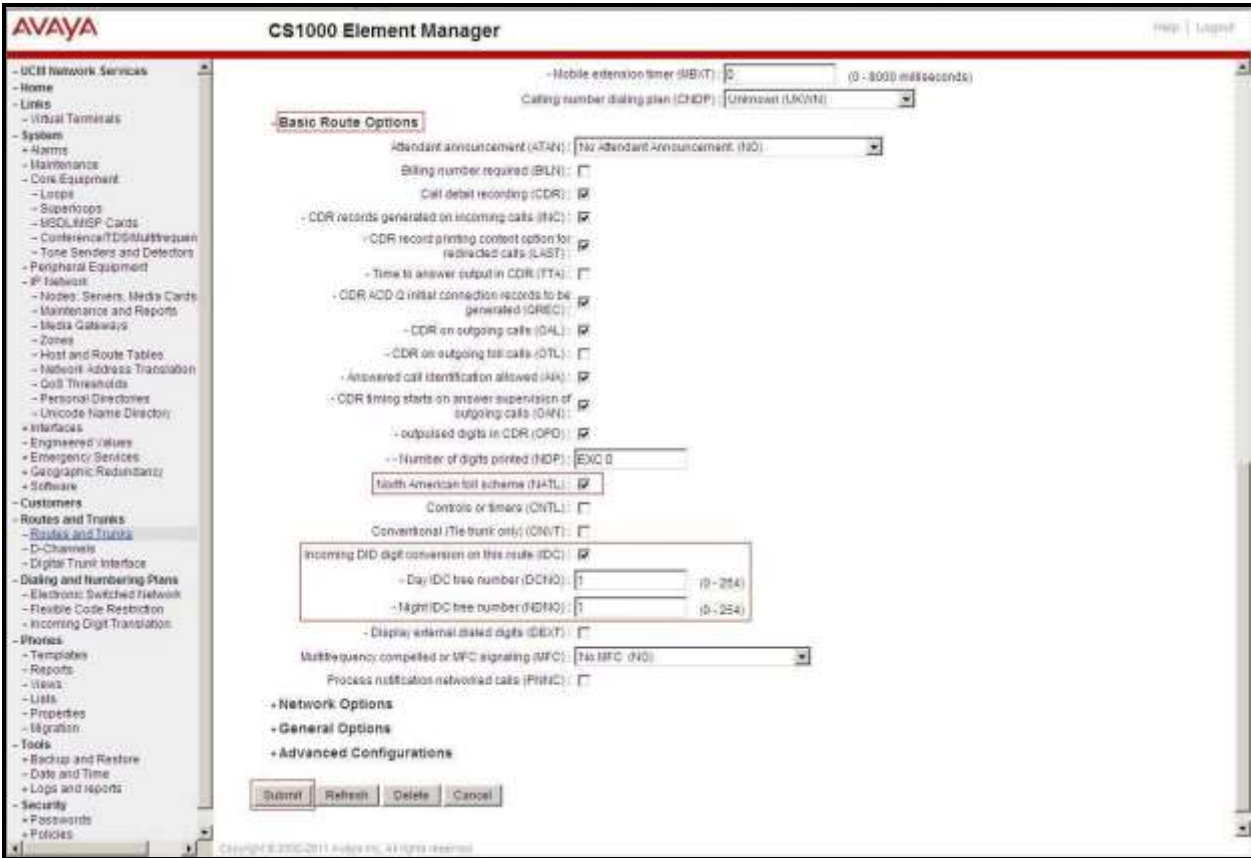 AVAYA
CS1000 Element Manager
Help | Logout
- UCM Network Services
- Home
- Links
- Virtual Terminals
- System
+ Alarms
- Maintenance
- Core Equipment
- Loops
- Superloops
- MSDL/MISP Cards
- Conference/TDS/Multifrequen
- Tone Senders and Detectors
- Peripheral Equipment
- IP Network
- Nodes: Servers, Media Cards
- Maintenance and Reports
- Media Gateways
- Zones
- Host and Route Tables
- Network Address Translation
- QoS Thresholds
- Personal Directories
- Unicode Name Directory
+ Interfaces
- Engineered Values
+ Emergency Services
+ Geographic Redundancy
+ Software
- Customers
- Routes and Trunks
- Routes and Trunks
- D-Channels
- Digital Trunk Interface
- Dialing and Numbering Plans
- Electronic Switched Network
- Flexible Code Restriction
- Incoming Digit Translation
- Phones
- Templates
- Reports
- Views
- Lists
- Properties
- Migration
- Tools
+ Backup and Restore
- Date and Time
+ Logs and reports
- Security
+ Passwords
+ Policies
- Mobile extension timer (MBXT): 0 (0 - 8000 milliseconds)
Calling number dialing plan (CNDP): Unknown (UKWN)
- Basic Route Options
Attendant announcement (ATAN): No Attendant Announcement. (NO)
Billing number required (BILN):
Call detail recording (CDR):
- CDR records generated on incoming calls (INC):
- CDR record printing content option for
redirected calls (LAST):
- Time to answer output in CDR (TTA):
- CDR ACD Q initial connection records to be
generated (QREC):
- CDR on outgoing calls (OAL):
- CDR on outgoing toll calls (OTL):
- Answered call identification allowed (AIA):
- CDR timing starts on answer supervision of
outgoing calls (OAN):
- outpulsed digits in CDR (OPD):
- - Number of digits printed (NDP): EXC 0
North American toll scheme (NATL):
Controls or timers (CNTL):
Conventional (Tie trunk only) (CNVT):
Incoming DID digit conversion on this route (IDC):
- Day IDC tree number (DCNO): 1 (0 - 254)
- Night IDC tree number (NDNO): 1 (0 - 254)
- Display external dialed digits (DEXT):
Multifrequency compelled or MFC signaling (MFC): No MFC (NO)
Process notification networked calls (PNNC):
+ Network Options
+ General Options
+ Advanced Configurations
Submit Refresh Delete Cancel
Copyright © 2002-2011 Avaya Inc. All rights reserved.